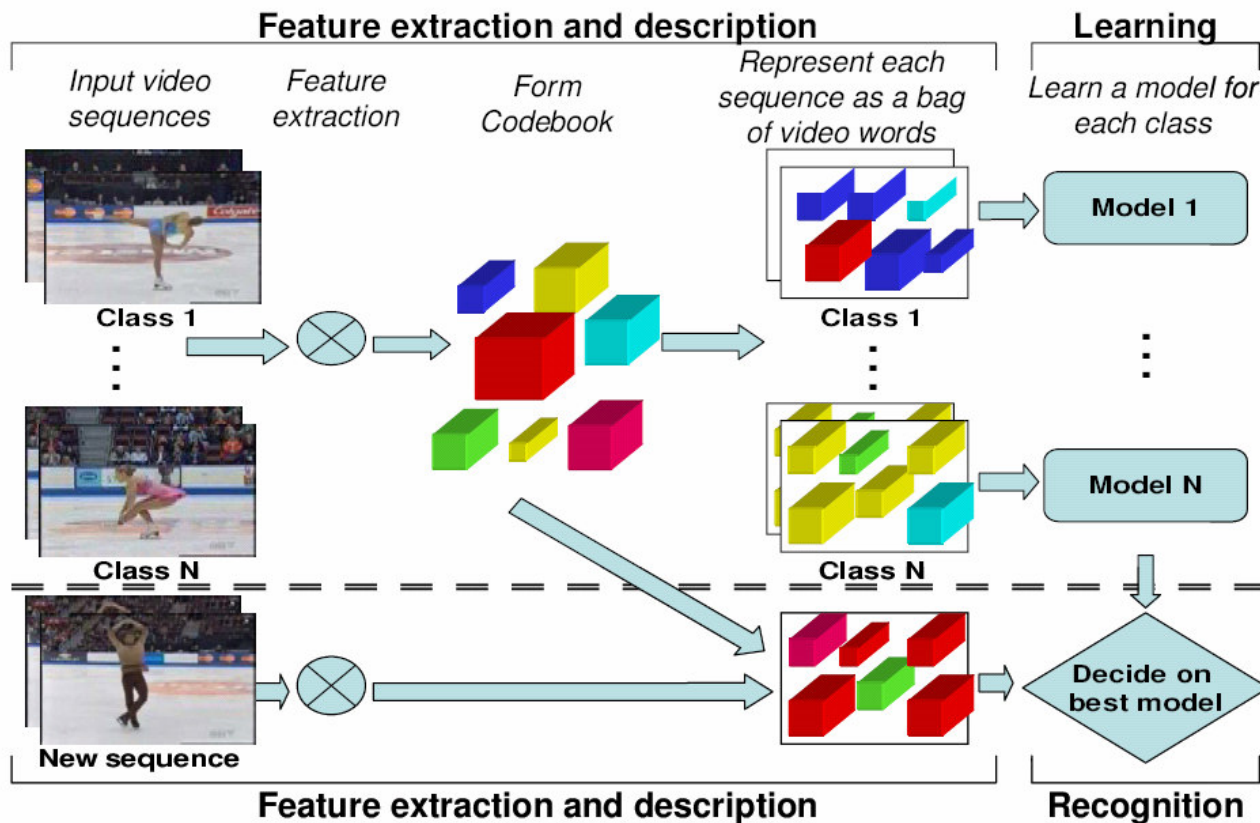 Feature extraction and description
Learning
Input video
sequences
Feature
extraction
Form
Codebook
Represent each
sequence as a bag
of video words
Learn a model for
each class
Colgate
Class 1
Class 1
Model 1
Class N
Class N
Model N
New sequence
Decide on
best model
Feature extraction and description
Recognition